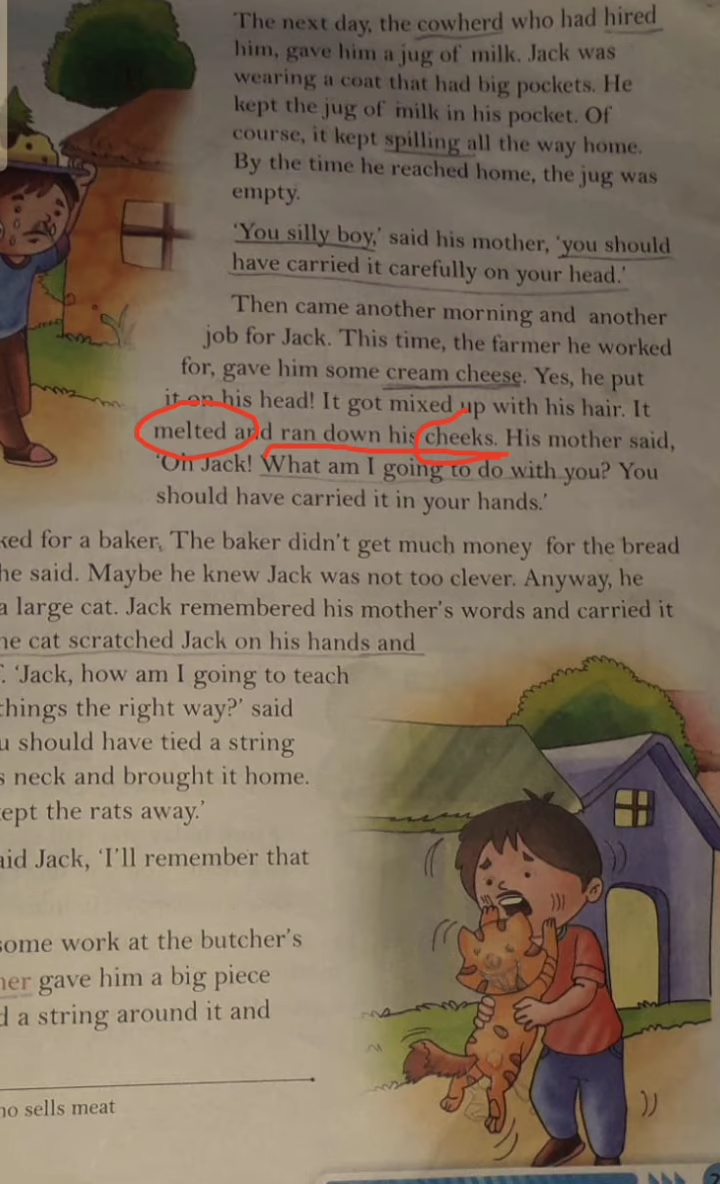 The next day, the cowherd who had hired
him, gave him a jug of milk. Jack was
wearing a coat that had big pockets. He
kept the jug of milk in his pocket. Of
course, it kept spilling all the way home.
By the time he reached home, the jug was
empty.
‘You silly boy,’ said his mother, ‘you should
have carried it carefully on your head.’
Then came another morning and another
job for Jack. This time, the farmer he worked
for, gave him some cream cheese. Yes, he put
it on his head! It got mixed up with his hair. It
melted and ran down his cheeks. His mother said,
‘Oh Jack! What am I going to do with you? You
should have carried it in your hands.’
ked for a baker. The baker didn’t get much money for the bread
he said. Maybe he knew Jack was not too clever. Anyway, he
a large cat. Jack remembered his mother’s words and carried it
he cat scratched Jack on his hands and
. ‘Jack, how am I going to teach
things the right way?’ said
u should have tied a string
s neck and brought it home.
ept the rats away.’
aid Jack, ‘I’ll remember that
some work at the butcher’s
her gave him a big piece
d a string around it and
ho sells meat